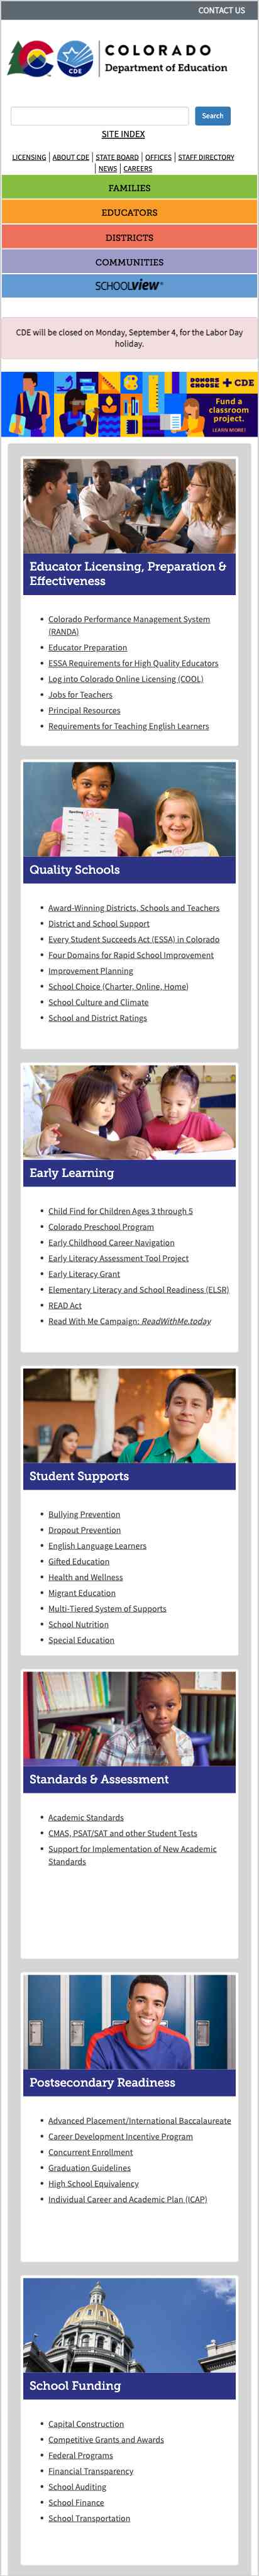 CONTACT US
COLORADO
Department of Education
CDE
Search
SITE INDEX
LICENSING | ABOUT CDE | STATE BOARD | OFFICES | STAFF DIRECTORY
| NEWS | CAREERS
FAMILIES
EDUCATORS
DISTRICTS
COMMUNITIES
SCHOOLVIEW®
CDE will be closed on Monday, September 4, for the Labor Day
holiday.
DONORS
CHOOSE + CDE
Fund a
classroom
project.
LEARN MORE!
Educator Licensing, Preparation &
Effectiveness
• Colorado Performance Management System
(RANDA)
• Educator Preparation
• ESSA Requirements for High Quality Educators
• Log into Colorado Online Licensing (COOL)
• Jobs for Teachers
• Principal Resources
• Requirements for Teaching English Learners
Spelling
Spelling
Quality Schools
• Award-Winning Districts, Schools and Teachers
• District and School Support
• Every Student Succeeds Act (ESSA) in Colorado
• Four Domains for Rapid School Improvement
• Improvement Planning
• School Choice (Charter, Online, Home)
• School Culture and Climate
• School and District Ratings
Early Learning
• Child Find for Children Ages 3 through 5
• Colorado Preschool Program
• Early Childhood Career Navigation
• Early Literacy Assessment Tool Project
• Early Literacy Grant
• Elementary Literacy and School Readiness (ELSR)
• READ Act
• Read With Me Campaign: ReadWithMe.today
Student Supports
• Bullying Prevention
• Dropout Prevention
• English Language Learners
• Gifted Education
• Health and Wellness
• Migrant Education
• Multi-Tiered System of Supports
• School Nutrition
• Special Education
Standards & Assessment
• Academic Standards
• CMAS, PSAT/SAT and other Student Tests
• Support for Implementation of New Academic
Standards
Postsecondary Readiness
• Advanced Placement/International Baccalaureate
• Career Development Incentive Program
• Concurrent Enrollment
• Graduation Guidelines
• High School Equivalency
• Individual Career and Academic Plan (ICAP)
School Funding
• Capital Construction
• Competitive Grants and Awards
• Federal Programs
• Financial Transparency
• School Auditing
• School Finance
• School Transportation